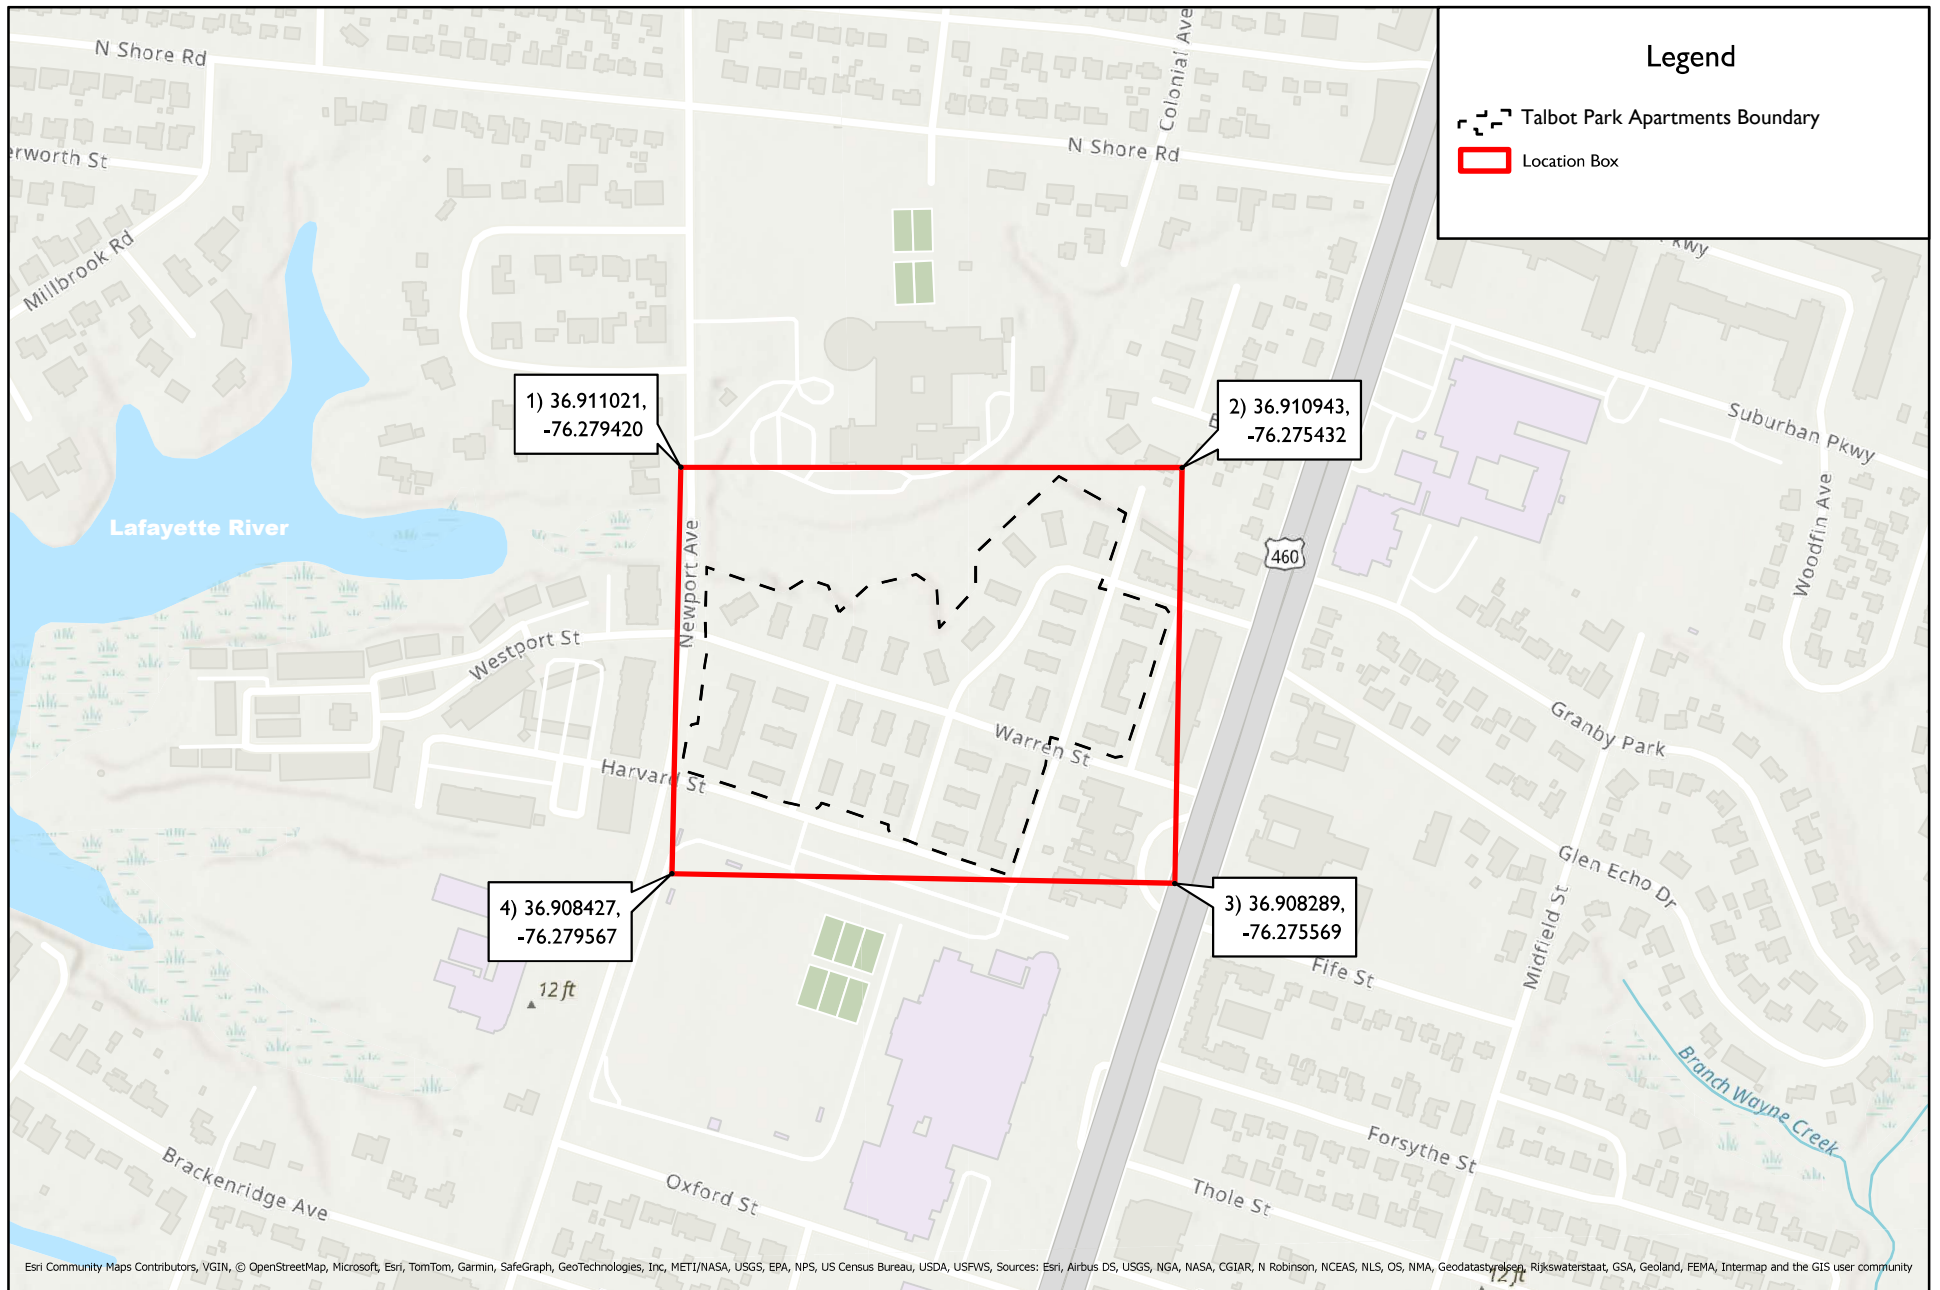 N Shore Rd
Colonial Ave
Legend
Talbot Park Apartments Boundary
Location Box
N Shore Rd
erworth St
Millbrook Rd
Pkwy
1) 36.911021,
-76.279420
2) 36.910943,
-76.275432
Suburban Pkwy
Lafayette River
Newport Ave
460
Woodfin Ave
Westport St
Warren St
Granby Park
Harvard St
Glen Echo Dr
4) 36.908427,
-76.279567
3) 36.908289,
-76.275569
Midfield St
Fife St
12 ft
Branch Wayne Creek
Forsythe St
Brackenridge Ave
Oxford St
Thole St
Esri Community Maps Contributors, VGIN, © OpenStreetMap, Microsoft, Esri, TomTom, Garmin, SafeGraph, GeoTechnologies, Inc, METI/NASA, USGS, EPA, NPS, US Census Bureau, USDA, USFWS, Sources: Esri, Airbus DS, USGS, NGA, NASA, CGIAR, N Robinson, NCEAS, NLS, OS, NMA, Geodatastyrelsen, Rijkswaterstaat, GSA, Geoland, FEMA, Intermap and the GIS user community
12 ft